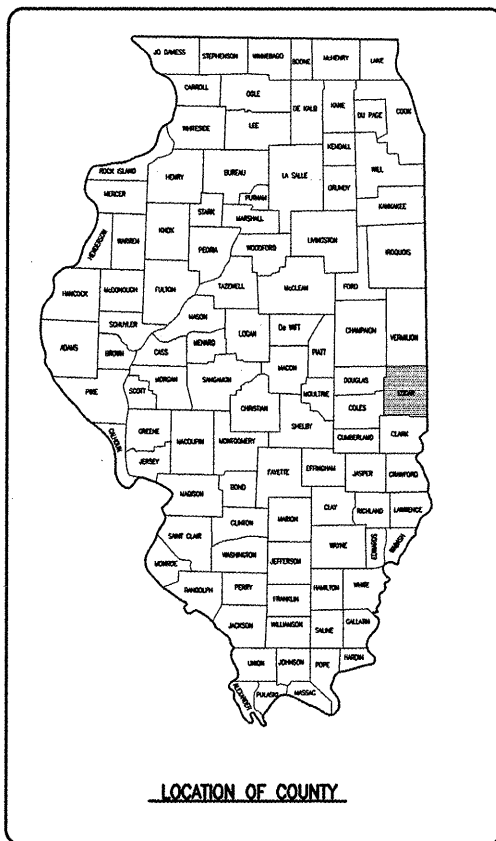 JO DAVIESS STEPHENSON WINNEBAGO BOONE McHENRY LAKE
CARROLL OGLE DE KALB KANE COOK
DU PAGE
WHITESIDE LEE
KENDALL
ROCK ISLAND HENRY BUREAU LA SALLE WILL
GRUNDY
MERCER PUTNAM KANKAKEE
STARK MARSHALL
HENDERSON WARREN KNOX PEORIA WOODFORD LIVINGSTON IROQUOIS
HANCOCK McDONOUGH FULTON TAZEWELL McCLEAN FORD
MASON
SCHUYLER LOGAN De WITT CHAMPAIGN VERMILION
ADAMS BROWN CASS MENARD PIATT
MACON
PIKE SCOTT MORGAN SANGAMON MOULTRIE DOUGLAS EDGAR
CHRISTIAN COLES
CALHOUN GREENE MACOUPIN MONTGOMERY SHELBY CUMBERLAND CLARK
JERSEY
FAYETTE EFFINGHAM JASPER CRAWFORD
MADISON BOND
CLAY RICHLAND LAWRENCE
SAINT CLAIR CLINTON MARION
WAYNE EDWARDS WABASH
MONROE WASHINGTON JEFFERSON
RANDOLPH PERRY HAMILTON WHITE
FRANKLIN
JACKSON WILLIAMSON SALINE GALLATIN
UNION JOHNSON POPE HARDIN
ALEXANDER PULASKI MASSAC
LOCATION OF COUNTY